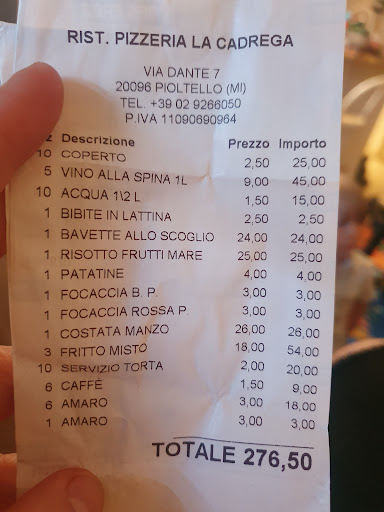 RIST. PIZZERIA LA CADREGA
VIA DANTE 7
20096 PIOLTELLO (MI)
TEL. +39 02 9266050
P.IVA 11090690964
z Descrizione Prezzo Importo
10 COPERTO 2,50 25,00
5 VINO ALLA SPINA 1L 9,00 45,00
10 ACQUA 1\2 L 1,50 15,00
1 BIBITE IN LATTINA 2,50 2,50
1 BAVETTE ALLO SCOGLIO 24,00 24,00
1 RISOTTO FRUTTI MARE 25,00 25,00
1 PATATINE 4,00 4,00
1 FOCACCIA B. P. 3,00 3,00
1 FOCACCIA ROSSA P 3,00 3,00
1 COSTATA MANZO 26,00 26,00
3 FRITTO MISTO 18,00 54,00
10 SERVIZIO TORTA 2,00 20,00
6 CAFFÈ 1,50 9,00
6 AMARO 3,00 18,00
1 AMARO 3,00 3,00
TOTALE 276,50